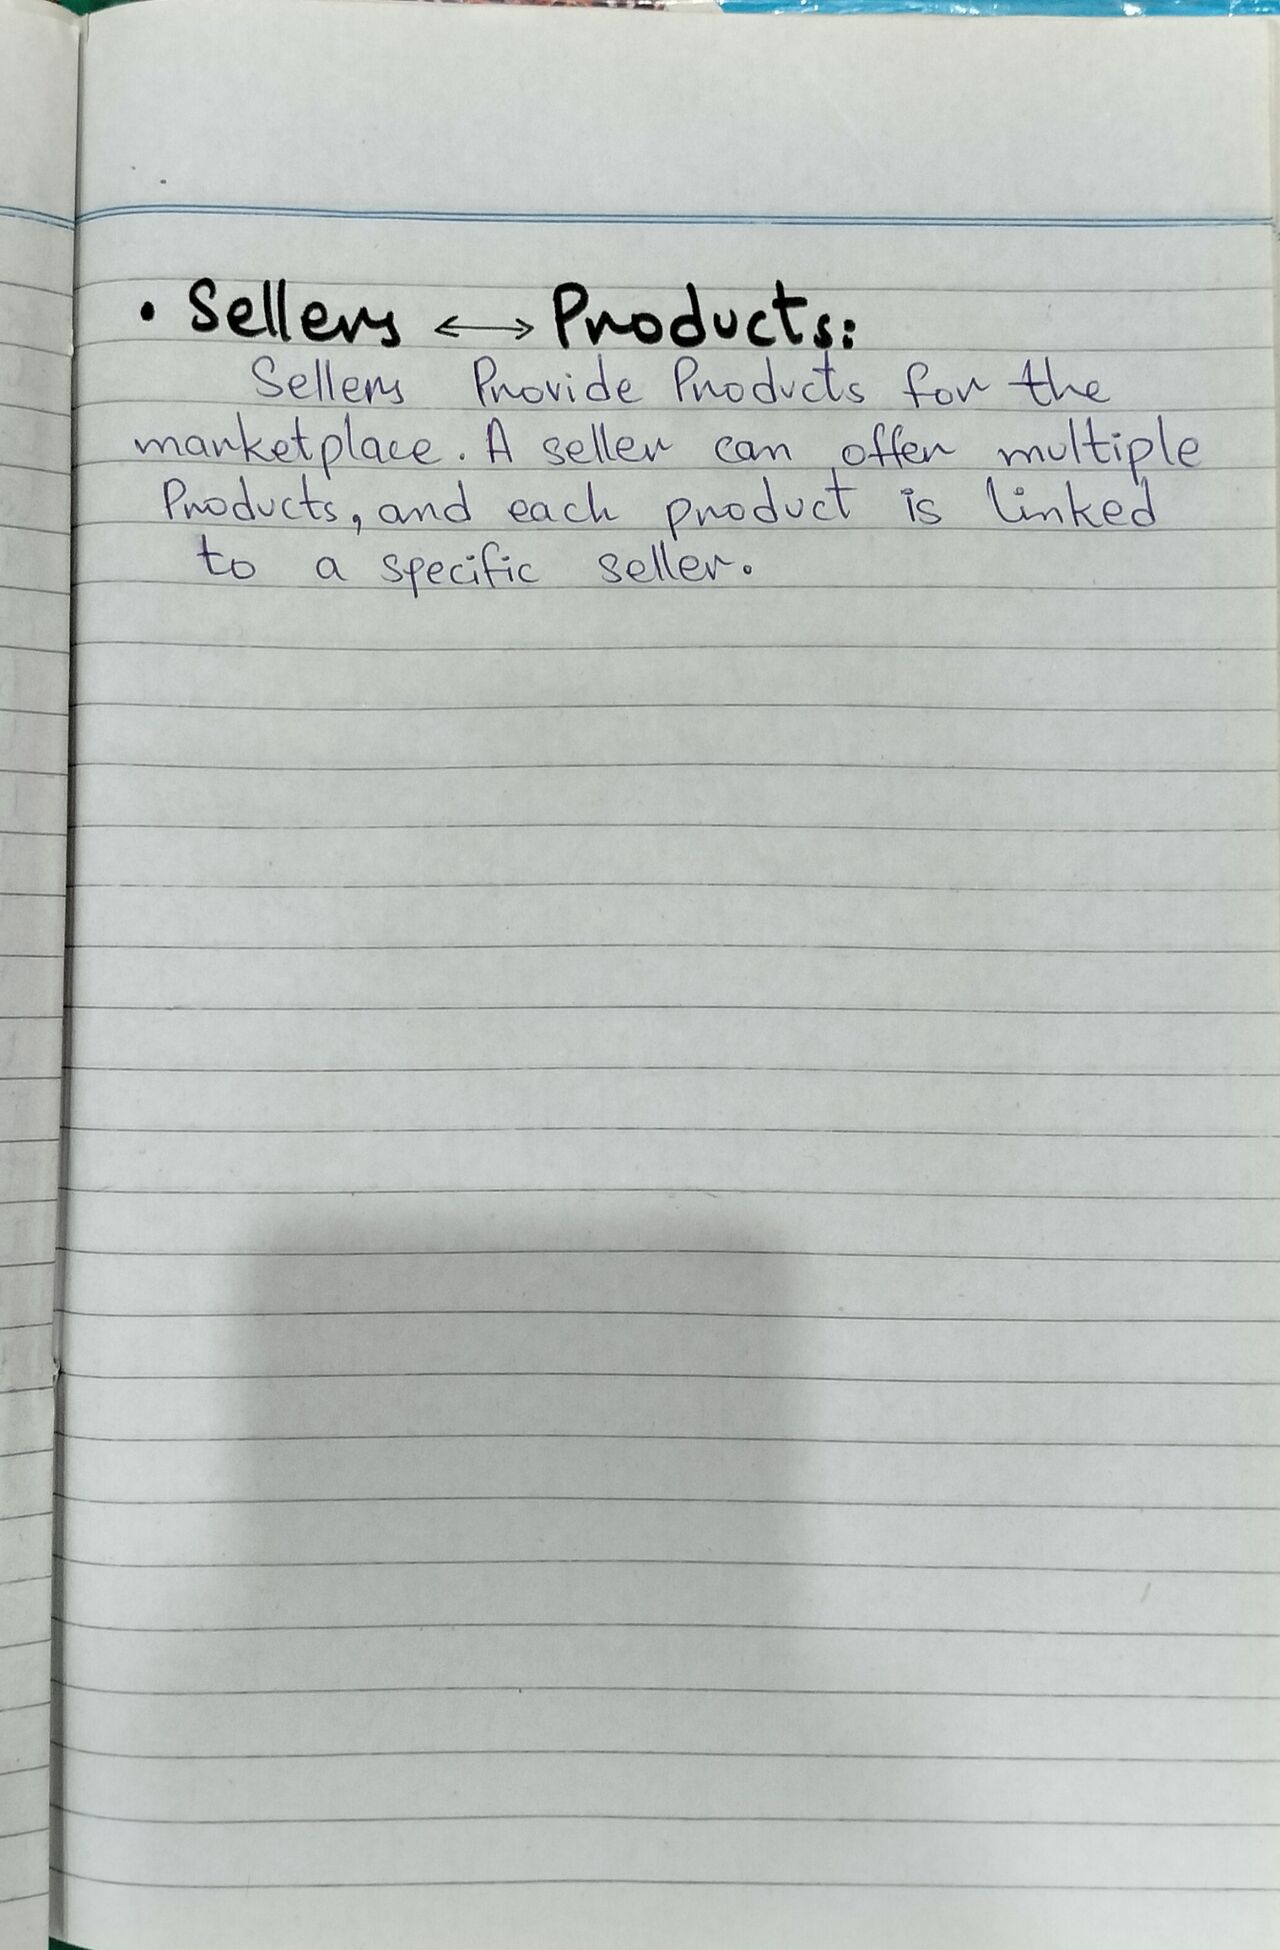 • Sellers ⟷ Products:
Sellers Provide Products for the
marketplace. A seller can offer multiple
Products, and each product is linked
to a specific seller.